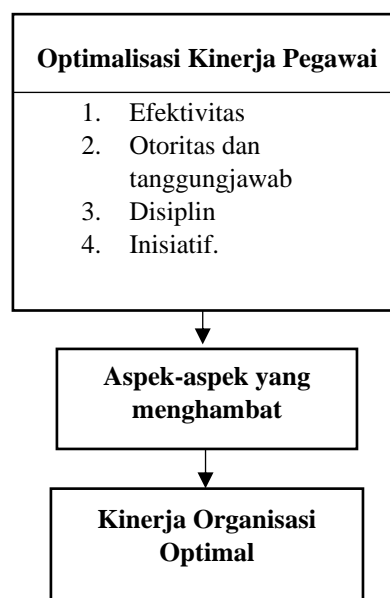 Optimalisasi Kinerja Pegawai
1. Efektivitas
2. Otoritas dan
tanggungjawab
3. Disiplin
4. Inisiatif.
Aspek-aspek yang
menghambat
Kinerja Organisasi
Optimal